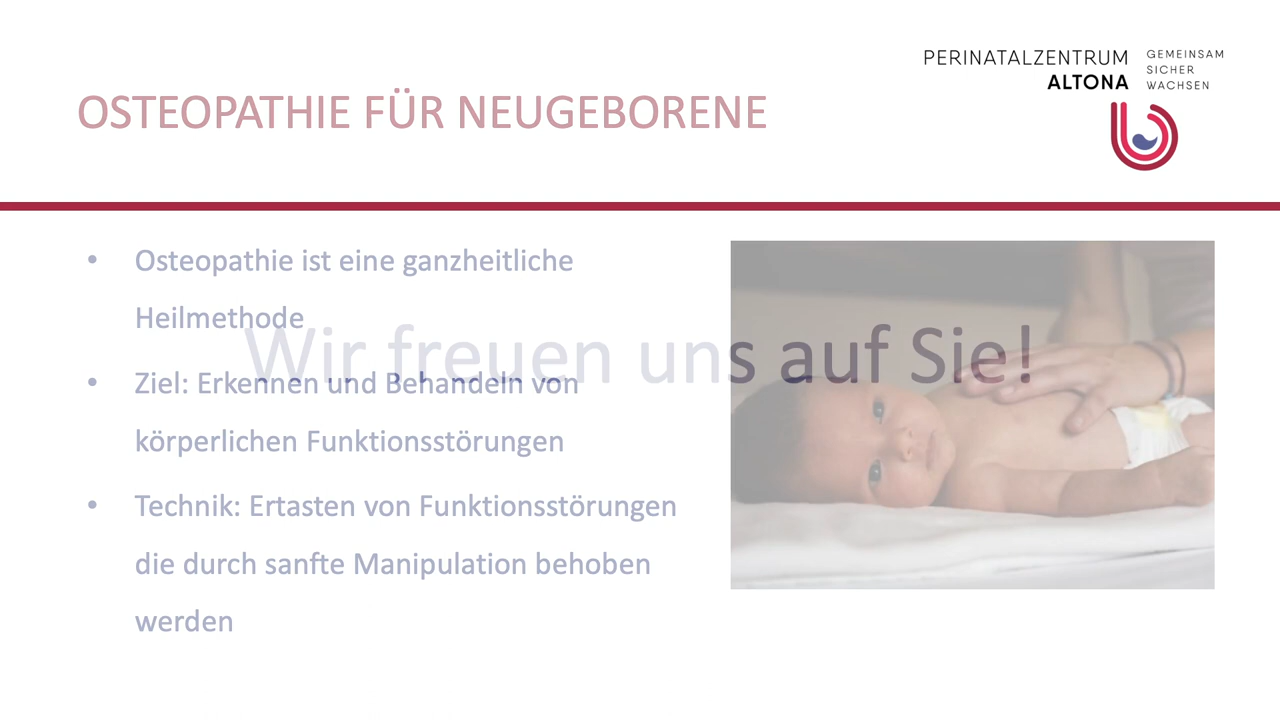 PERINATALZENTRUM
ALTONA
GEMEINSAM
SICHER
WACHSEN
OSTEOPATHIE FÜR NEUGEBORENE
• Osteopathie ist eine ganzheitliche
Heilmethode
Wir freuen uns auf Sie!
• Ziel: Erkennen und Behandeln von
körperlichen Funktionsstörungen
• Technik: Ertasten von Funktionsstörungen
die durch sanfte Manipulation behoben
werden